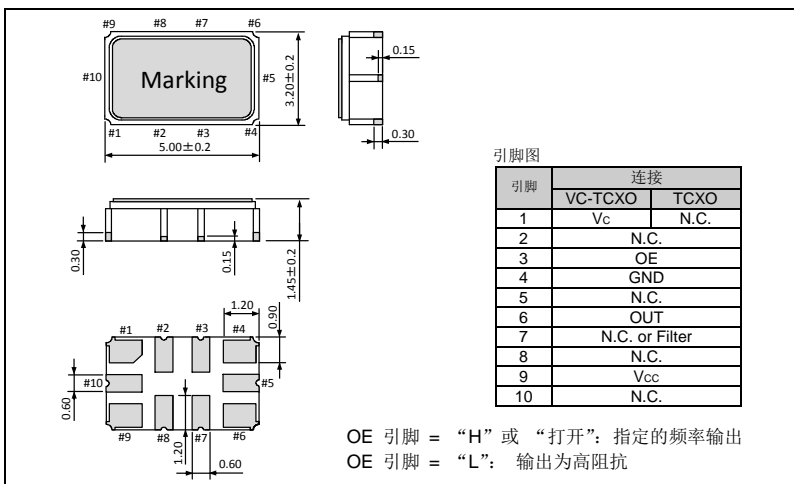 #9 #8 #7 #6
#10 Marking #5
#1 #2 #3 #4
5.00±0.2
3.20±0.2
0.15
0.30
0.30
0.15
1.45±0.2
1.20
0.90
#1 #2 #3 #4
#10 #5
#9 #8 #7 #6
0.60
1.20
0.60
引脚图
引脚 连接
VC-TCXO TCXO
1 Vc N.C.
2 N.C.
3 OE
4 GND
5 N.C.
6 OUT
7 N.C. or Filter
8 N.C.
9 Vcc
10 N.C.
OE 引脚 = “H”或 “打开”：指定的频率输出
OE 引脚 = “L”： 输出为高阻抗